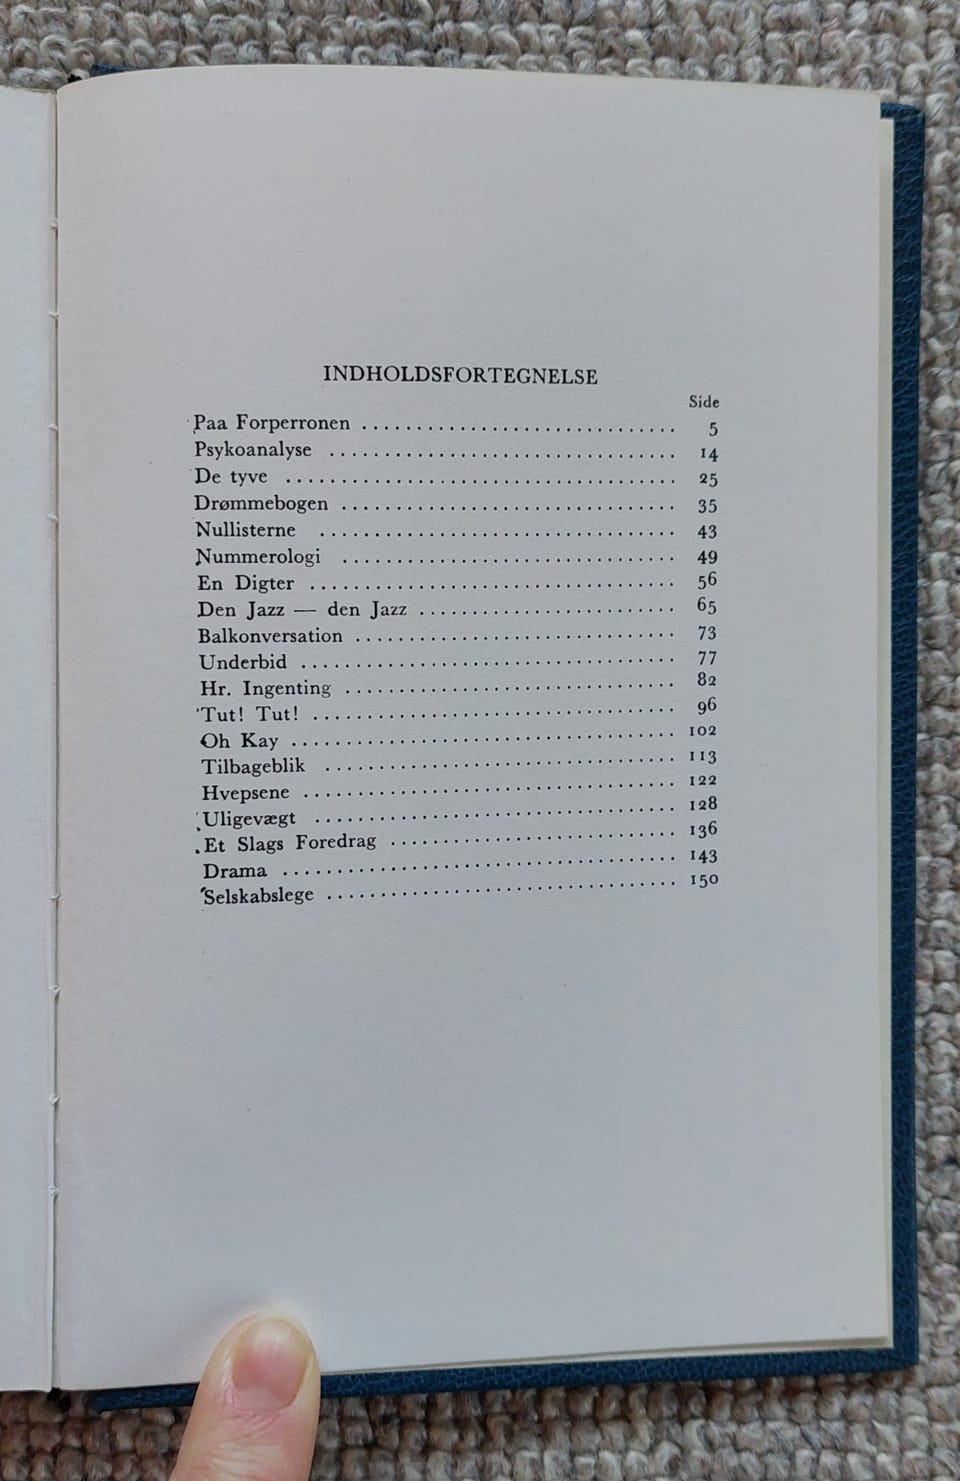 INDHOLDSFORTEGNELSE
Side
Paa Forperronen .............................. 5
Psykoanalyse ................................ 14
De tyve .................................... 25
Drømmebogen ............................... 35
Nullisterne ................................. 43
Nummerologi ............................... 49
En Digter .................................. 56
Den Jazz — den Jazz ........................ 65
Balkonversation .............................. 73
Underbid ................................... 77
Hr. Ingenting ............................... 82
Tut! Tut! .................................. 96
Oh Kay .................................... 102
Tilbageblik ................................. 113
Hvepsene ................................... 122
Uligevægt .................................. 128
Et Slags Foredrag ........................... 136
Drama ..................................... 143
Selskabslege ................................. 150